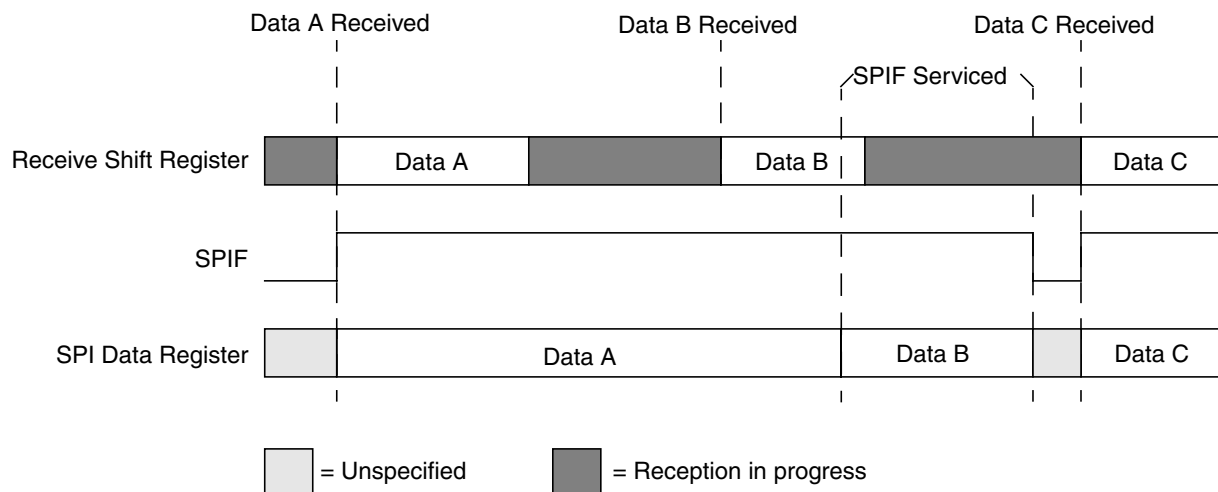 Data A Received
Data B Received
Data C Received
SPIF Serviced
Receive Shift Register
Data A
Data B
Data C
SPIF
SPI Data Register
Data A
Data B
Data C
= Unspecified
= Reception in progress